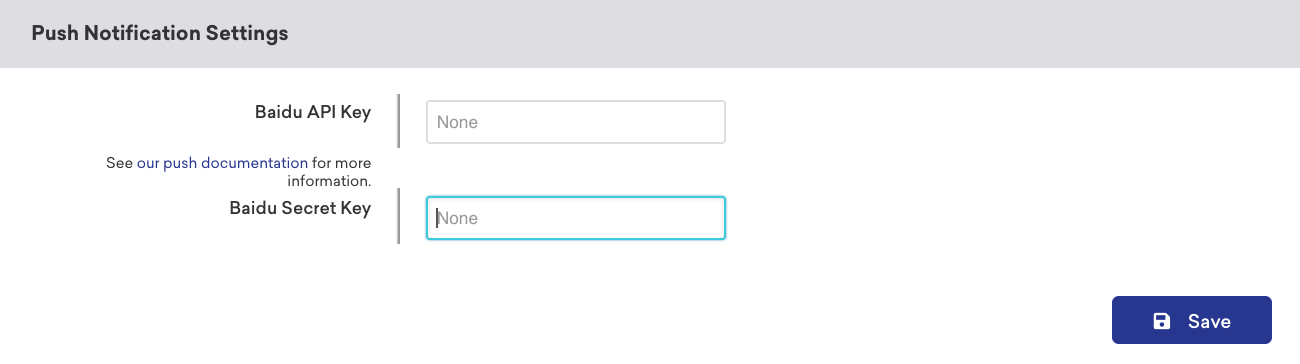 Push Notification Settings
Baidu API Key
None
See our push documentation for more
information.
Baidu Secret Key
None
Save